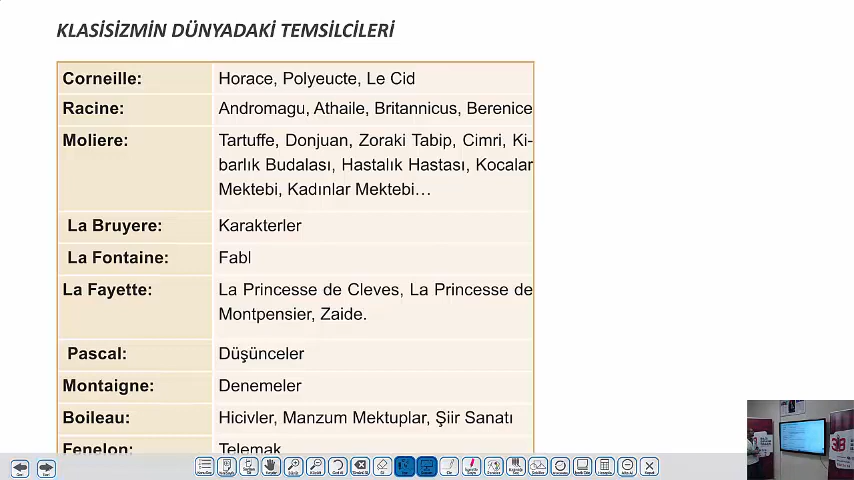 KLASİSİZMİN DÜNYADAKİ TEMSİLCİLERİ
Corneille: Horace, Polyeucte, Le Cid
Racine: Andromagu, Athaile, Britannicus, Berenice
Moliere: Tartuffe, Donjuan, Zoraki Tabip, Cimri, Ki-
barlık Budalası, Hastalık Hastası, Kocalar
Mektebi, Kadınlar Mektebi…
La Bruyere: Karakterler
La Fontaine: Fabl
La Fayette: La Princesse de Cleves, La Princesse de
Montpensier, Zaide.
Pascal: Düşünceler
Montaigne: Denemeler
Boileau: Hicivler, Manzum Mektuplar, Şiir Sanatı
Fenelon: Telemak